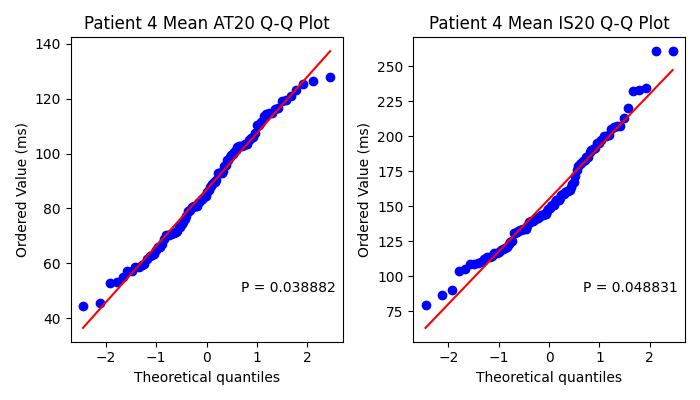 Patient 4 Mean AT20 Q-Q Plot
Ordered Value (ms)
140
120
100
80
60
40
P = 0.038882
−2 −1 0 1 2
Theoretical quantiles
Patient 4 Mean IS20 Q-Q Plot
Ordered Value (ms)
250
225
200
175
150
125
100
75
P = 0.048831
−2 −1 0 1 2
Theoretical quantiles